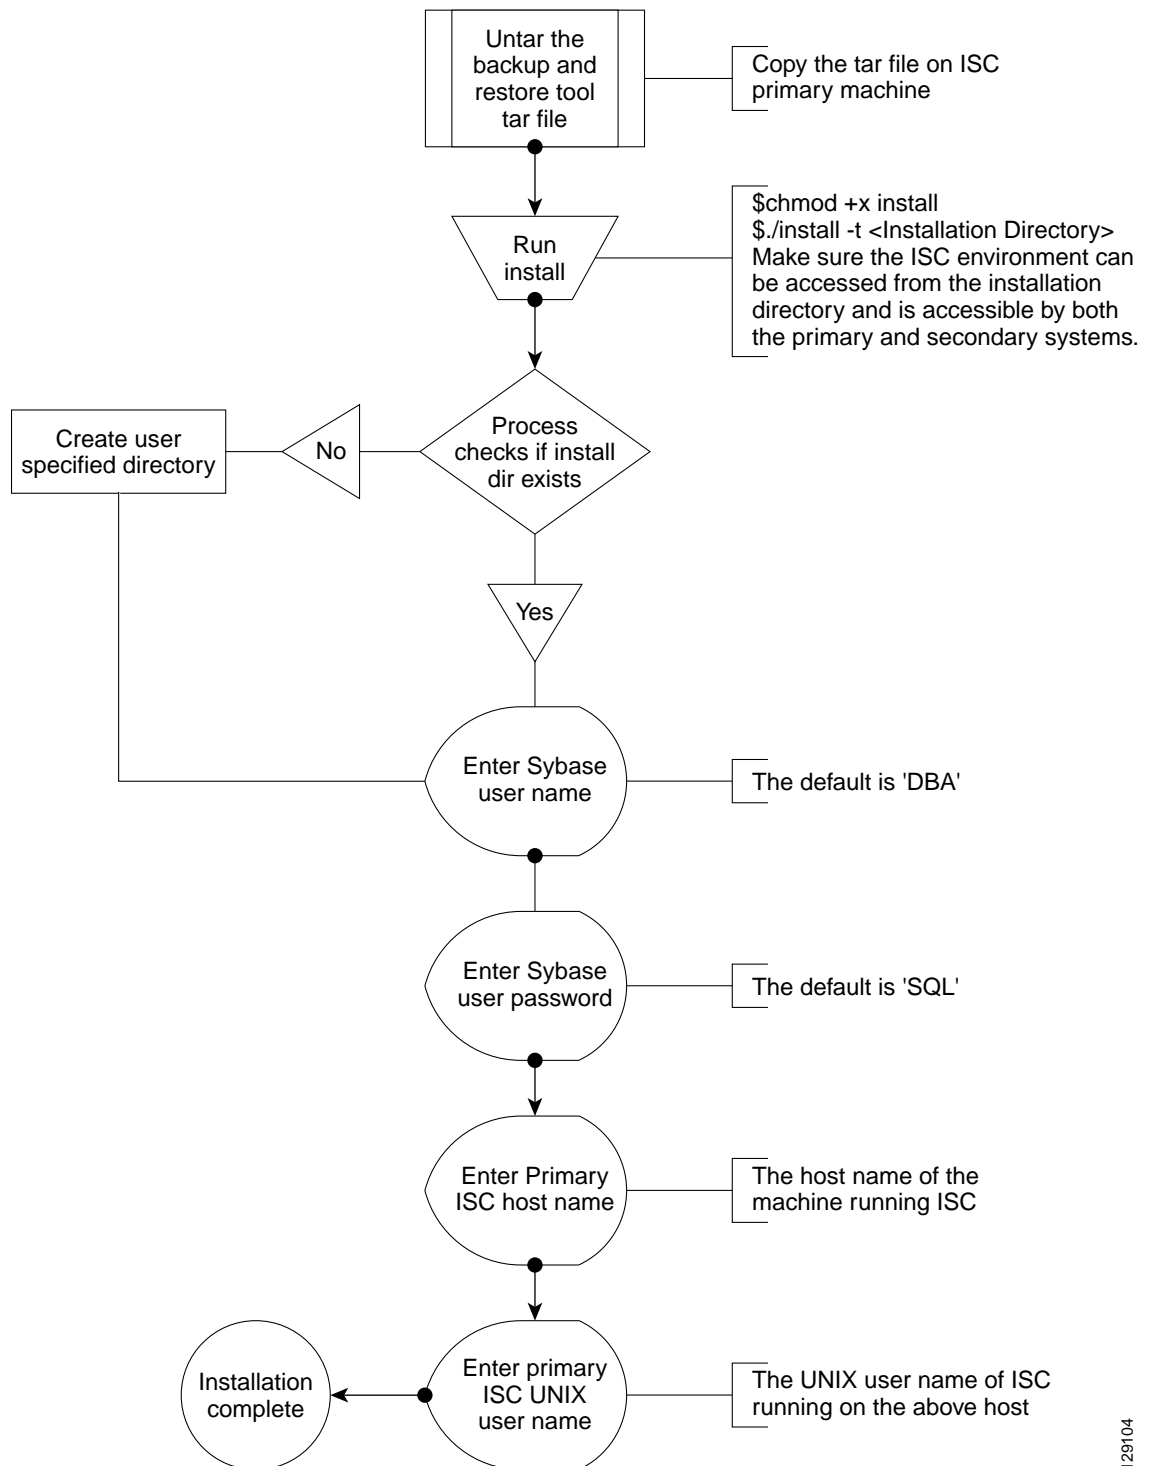 Untar the
backup and
restore tool
tar file
Copy the tar file on ISC
primary machine
Run
install
$chmod +x install
$./install -t <Installation Directory>
Make sure the ISC environment can
be accessed from the installation
directory and is accessible by both
the primary and secondary systems.
Process
checks if install
dir exists
No
Create user
specified directory
Yes
Enter Sybase
user name
The default is 'DBA'
Enter Sybase
user password
The default is 'SQL'
Enter Primary
ISC host name
The host name of the
machine running ISC
Enter primary
ISC UNIX
user name
The UNIX user name of ISC
running on the above host
Installation
complete
129104